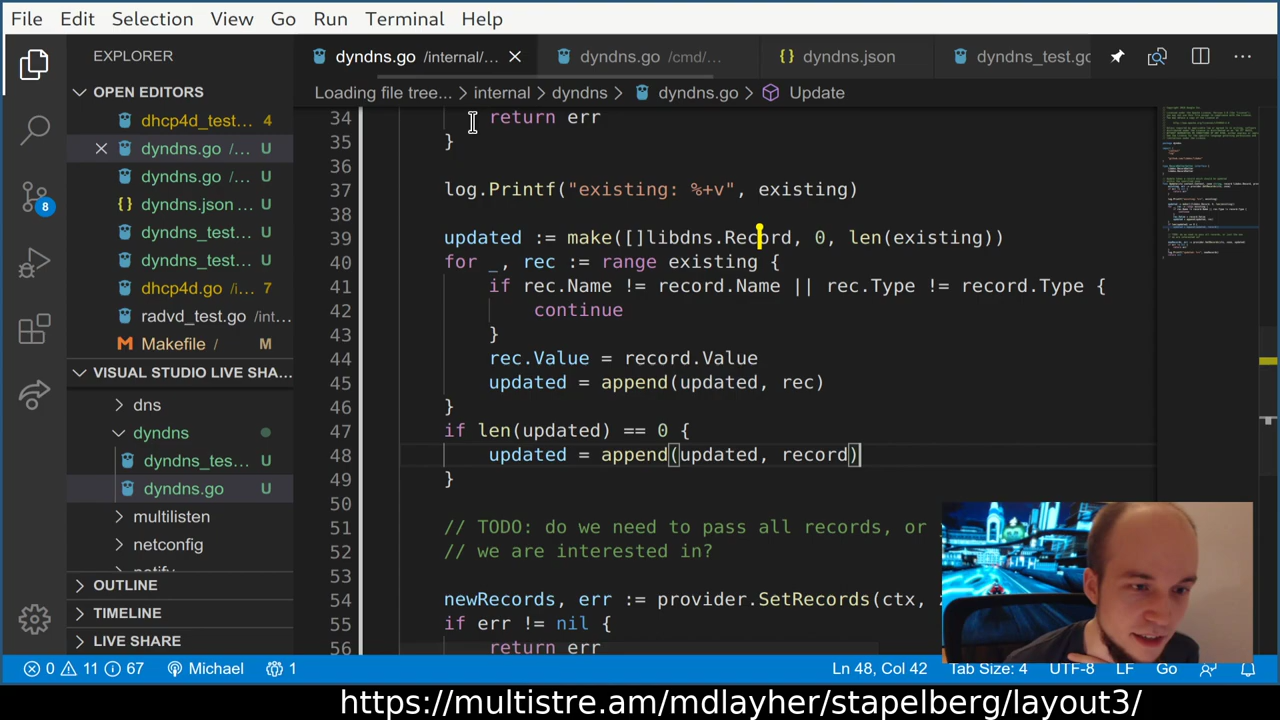 File Edit Selection View Go Run Terminal Help
EXPLORER
dyndns.go /internal/...
dyndns.go /cmd/...
{} dyndns.json
dyndns_test.go
OPEN EDITORS
dhcp4d_test... 4
dyndns.go /... U
dyndns.go /... U
{} dyndns.json ... U
dyndns_test... U
dyndns_test... U
dhcp4d.go /i... 7
radvd_test.go /int...
Makefile / M
VISUAL STUDIO LIVE SHA...
dns
dyndns
dyndns_tes... U
dyndns.go U
multilisten
netconfig
OUTLINE
TIMELINE
LIVE SHARE
8
Loading file tree... > internal > dyndns > dyndns.go > Update
34 return err
35 }
36
37 log.Printf("existing: %+v", existing)
38
39 updated := make([]libdns.Record, 0, len(existing))
40 for _, rec := range existing {
41 if rec.Name != record.Name || rec.Type != record.Type {
42 continue
43 }
44 rec.Value = record.Value
45 updated = append(updated, rec)
46 }
47 if len(updated) == 0 {
48 updated = append(updated, record)
49 }
50
51 // TODO: do we need to pass all records, or
52 // we are interested in?
53
54 newRecords, err := provider.SetRecords(ctx,
55 if err != nil {
56 return err
0 11 67 Michael 1 Ln 48, Col 42 Tab Size: 4 UTF-8 LF Go
https://multistre.am/mdlayher/stapelberg/layout3/